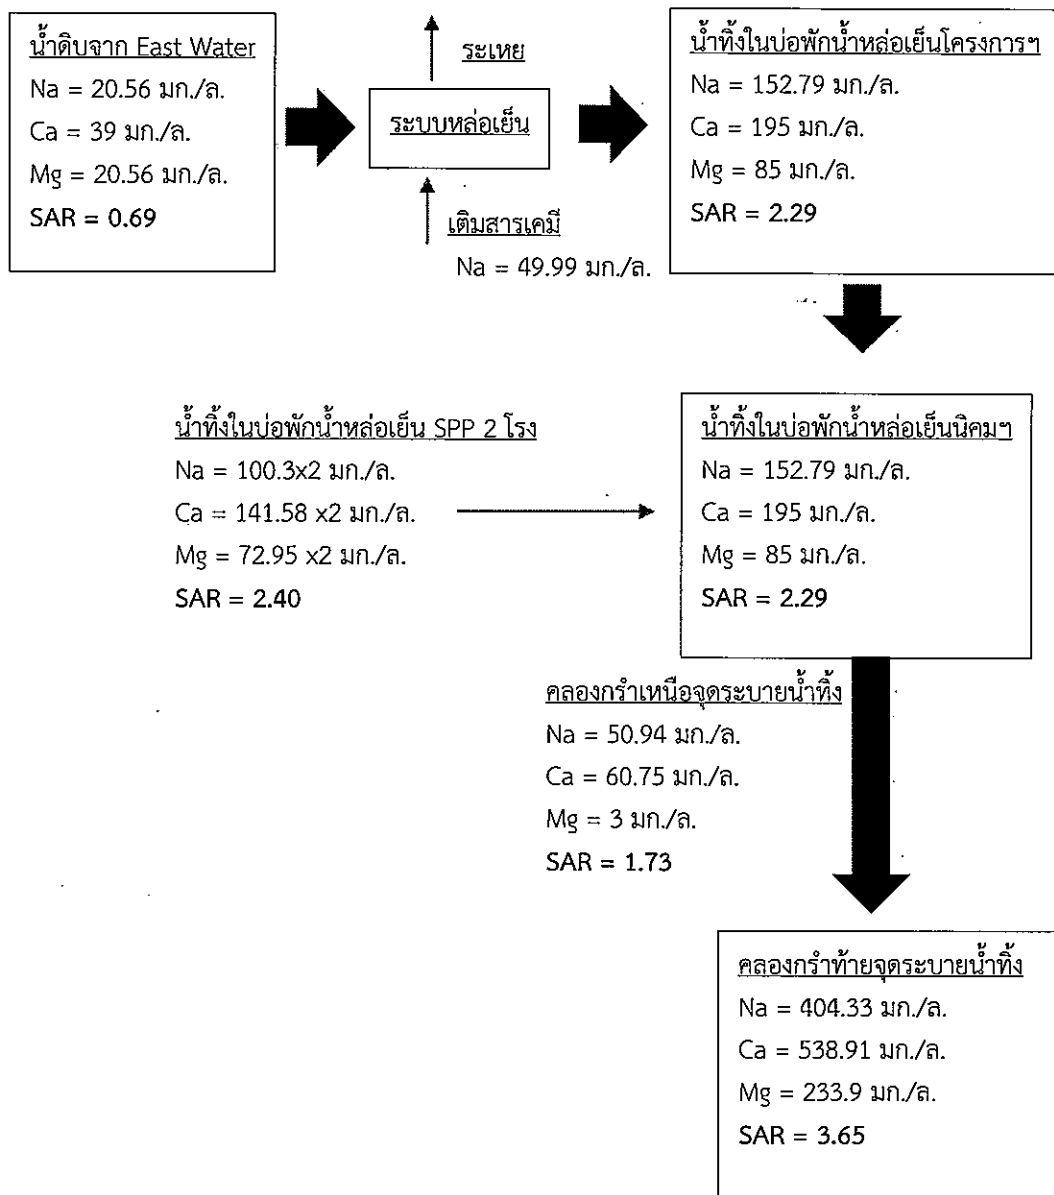 น้ำดิบจาก East Water
Na = 20.56 มก./ล.
Ca = 39 มก./ล.
Mg = 20.56 มก./ล.
SAR = 0.69
ระเหย
ระบบหล่อเย็น
เติมสารเคมี
Na = 49.99 มก./ล.
น้ำทิ้งในบ่อพักน้ำหล่อเย็นโครงการฯ
Na = 152.79 มก./ล.
Ca = 195 มก./ล.
Mg = 85 มก./ล.
SAR = 2.29
น้ำทิ้งในบ่อพักน้ำหล่อเย็น SPP 2 โรง
Na = 100.3x2 มก./ล.
Ca = 141.58 x2 มก./ล.
Mg = 72.95 x2 มก./ล.
SAR = 2.40
น้ำทิ้งในบ่อพักน้ำหล่อเย็นนิคมฯ
Na = 152.79 มก./ล.
Ca = 195 มก./ล.
Mg = 85 มก./ล.
SAR = 2.29
คลองกรำเหนือจุดระบายน้ำทิ้ง
Na = 50.94 มก./ล.
Ca = 60.75 มก./ล.
Mg = 3 มก./ล.
SAR = 1.73
คลองกรำท้ายจุดระบายน้ำทิ้ง
Na = 404.33 มก./ล.
Ca = 538.91 มก./ล.
Mg = 233.9 มก./ล.
SAR = 3.65